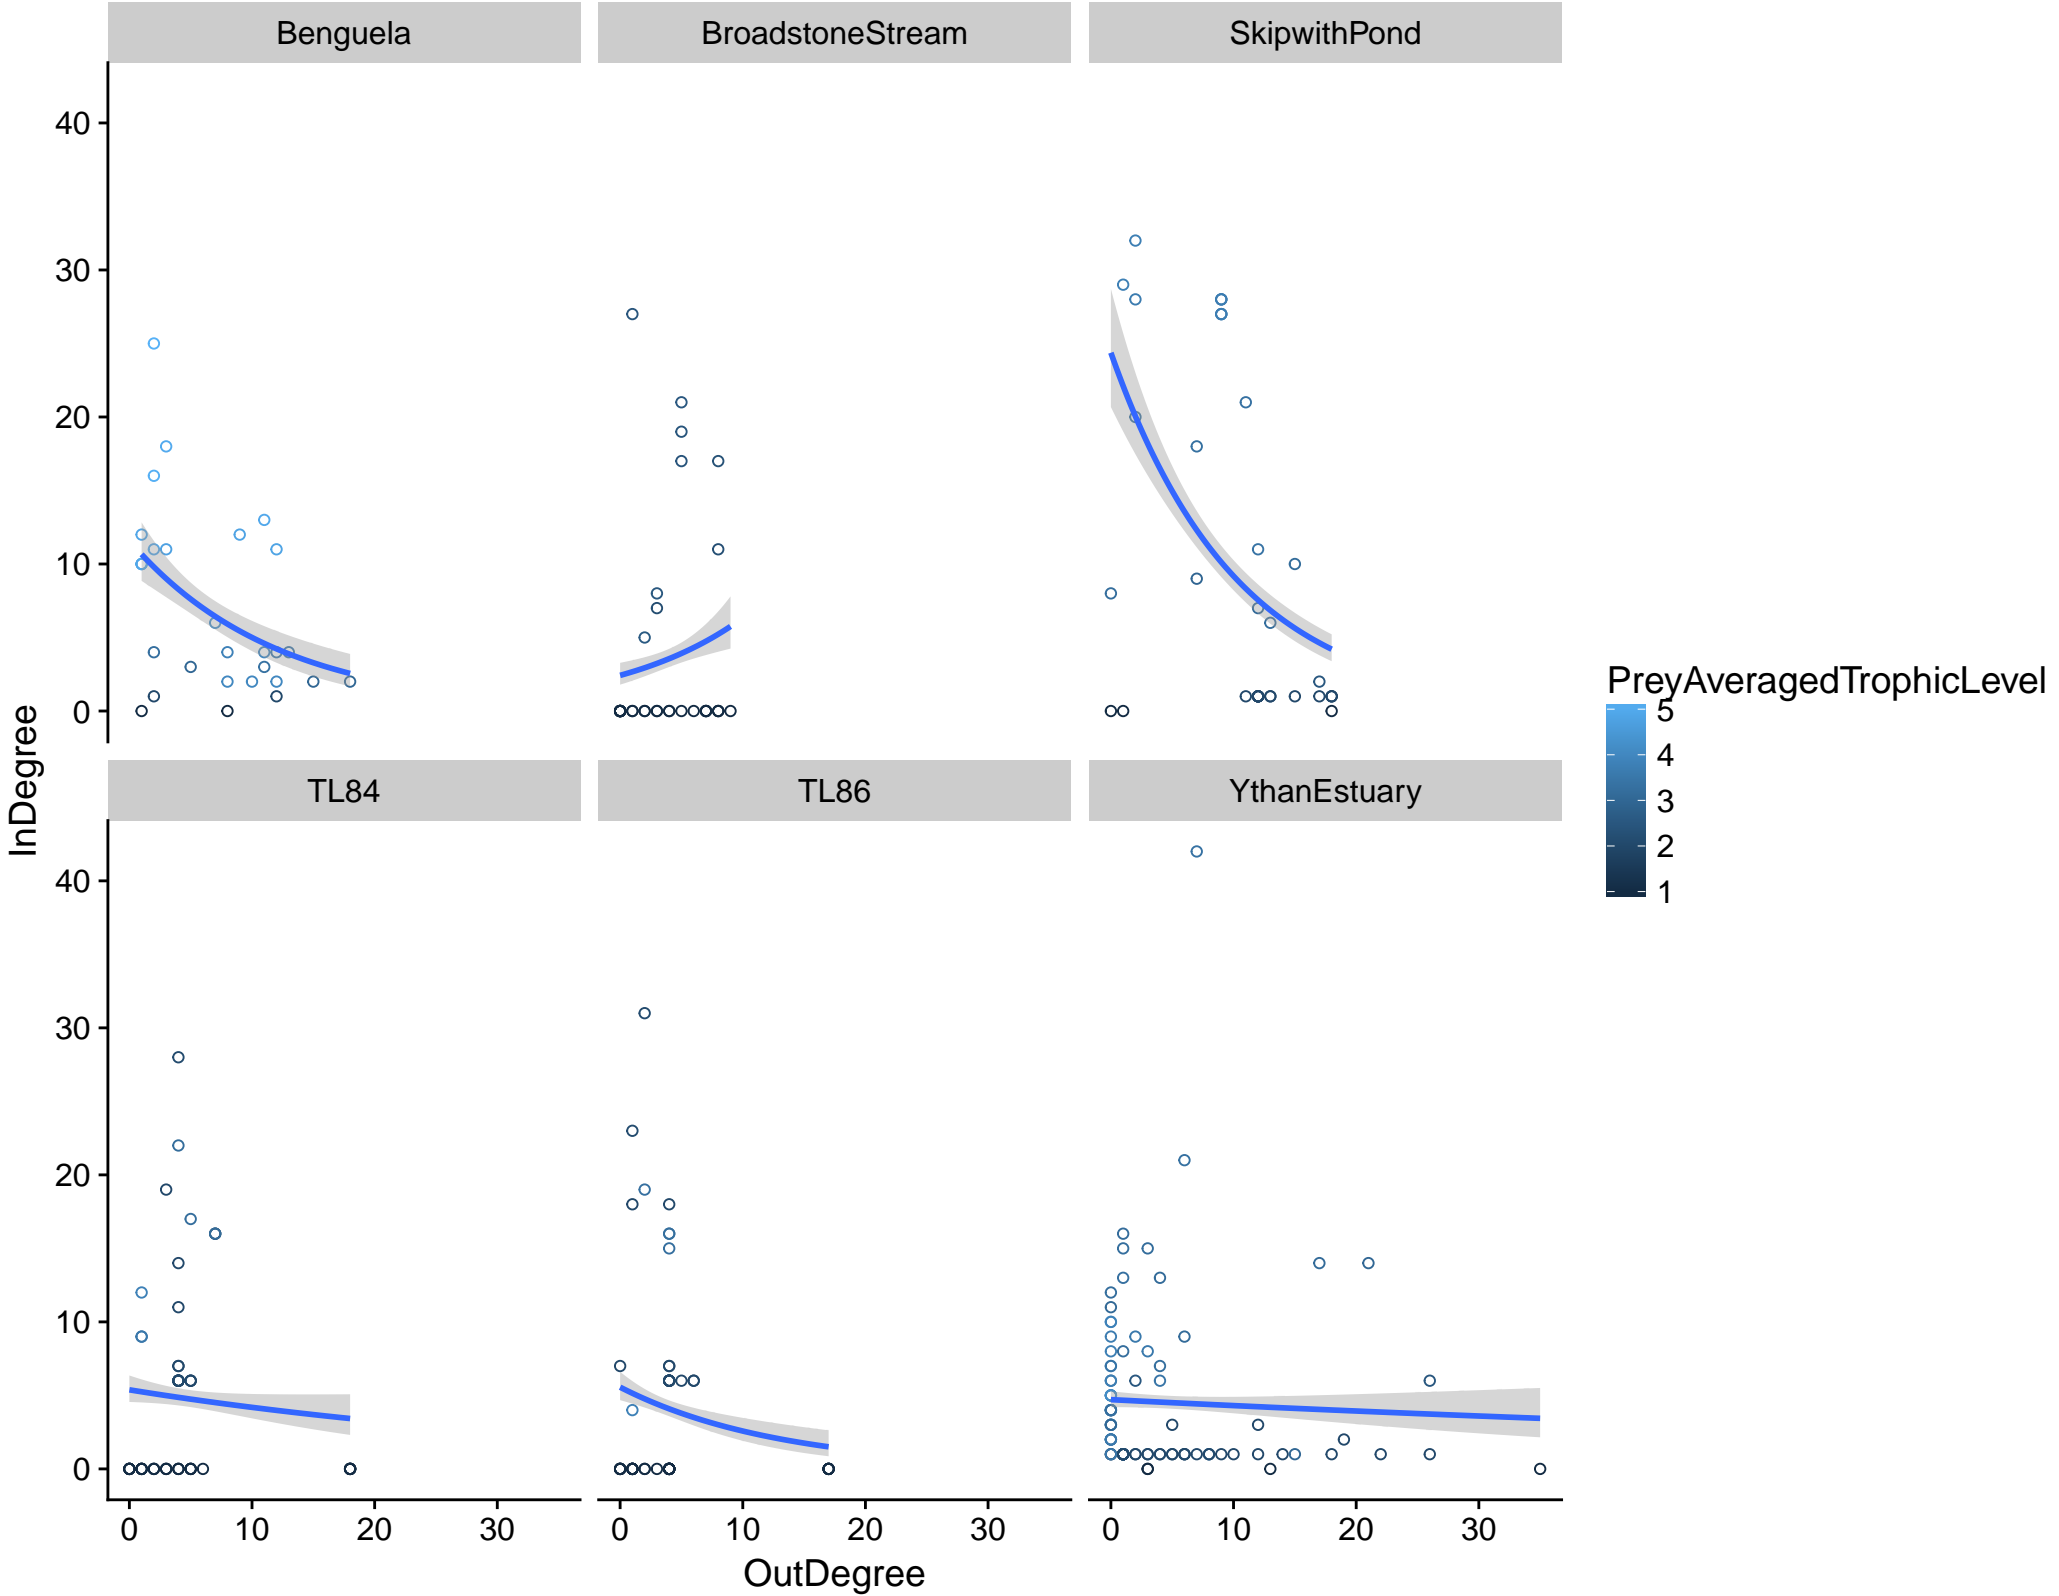 Benguela
BroadstoneStream
SkipwithPond
40
30
20
10
0
TL84
TL86
YthanEstuary
40
30
20
10
0
0 10 20 30
0 10 20 30
0 10 20 30
OutDegree
InDegree
PreyAveragedTrophicLevel
5
4
3
2
1